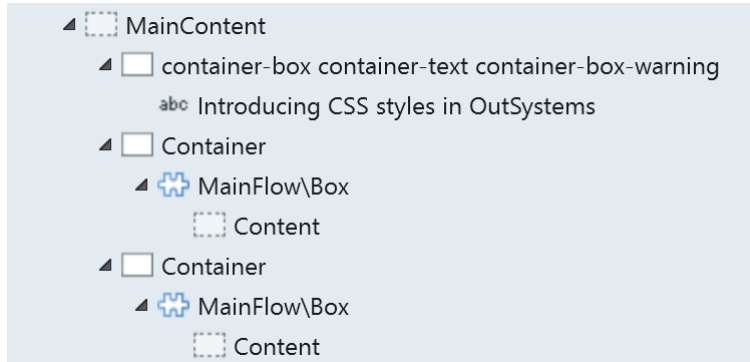 MainContent
container-box container-text container-box-warning
abc Introducing CSS styles in OutSystems
Container
MainFlow\Box
Content
Container
MainFlow\Box
Content